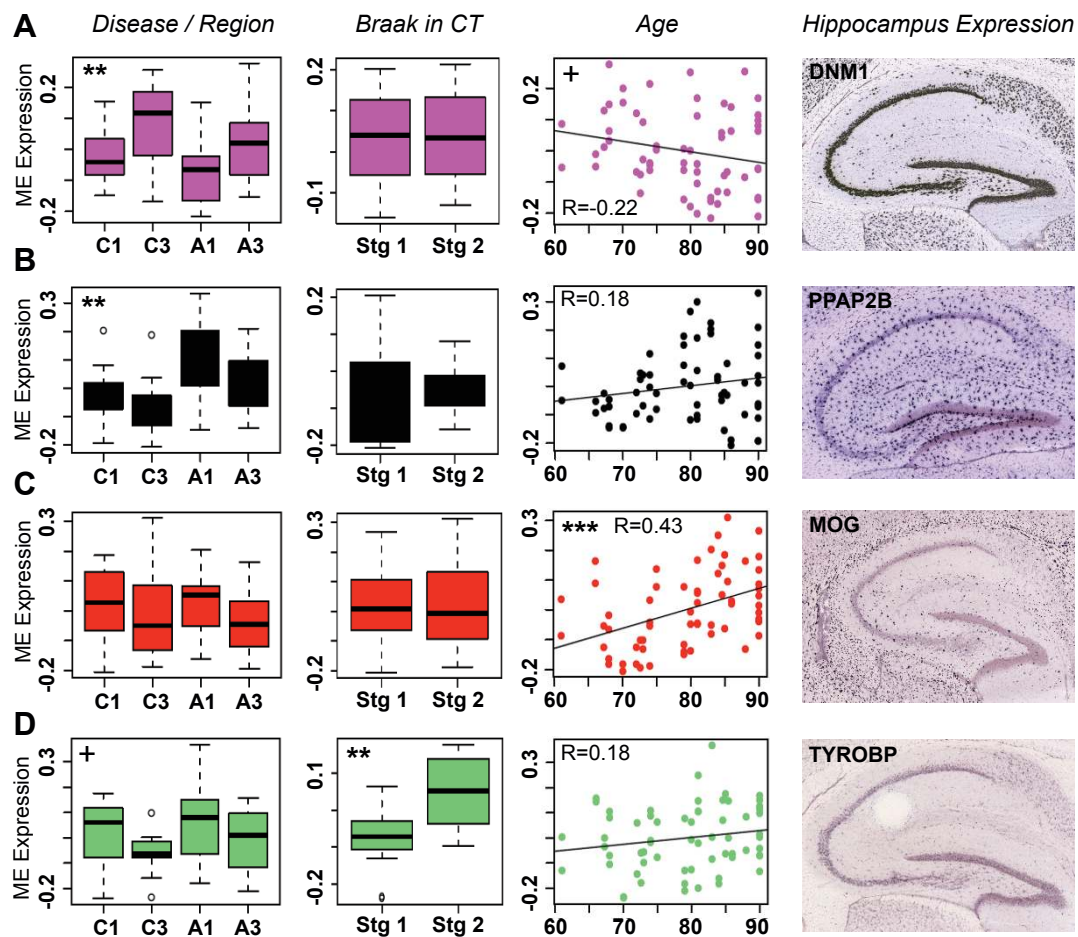 A Disease / Region Braak in CT Age Hippocampus Expression
ME Expression
0.2
-0.2
**
C1 C3 A1 A3
0.2
-0.1
Stg 1 Stg 2
0.2
-0.2
+
R=-0.22
60 70 80 90
DNM1
B
ME Expression
0.3
-0.2
**
C1 C3 A1 A3
0.2
-0.2
Stg 1 Stg 2
0.3
-0.2
R=0.18
60 70 80 90
PPAP2B
C
ME Expression
0.3
-0.2
C1 C3 A1 A3
0.3
-0.2
Stg 1 Stg 2
0.3
-0.2
*** R=0.43
60 70 80 90
MOG
D
ME Expression
0.3
-0.2
+
C1 C3 A1 A3
0.1
-0.2
**
Stg 1 Stg 2
0.3
-0.2
R=0.18
60 70 80 90
TYROBP